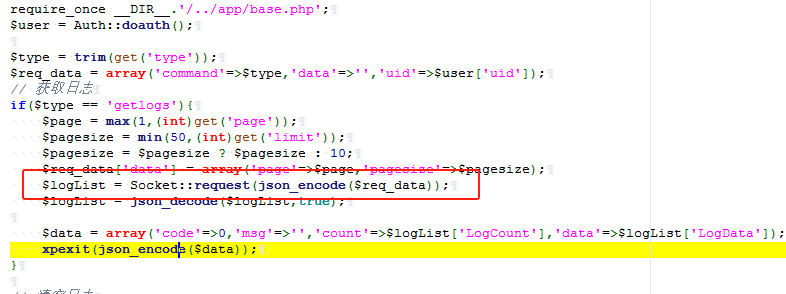 require_once __DIR__.'/../app/base.php';
$user = Auth::doauth();
$type = trim(get('type'));
$req_data = array('command'=>$type,'data'=>'','uid'=>$user['uid']);
// 获取日志
if($type == 'getlogs'){
$page = max(1,(int)get('page'));
$pagesize = min(50,(int)get('limit'));
$pagesize = $pagesize ? $pagesize : 10;
$req_data['data'] = array('page'=>$page,'pagesize'=>$pagesize);
$logList = Socket::request(json_encode($req_data));
$logList = json_decode($logList,true);
$data = array('code'=>0,'msg'=>'','count'=>$logList['LogCount'],'data'=>$logList['LogData']);
xpexit(json_encode($data));
}
//